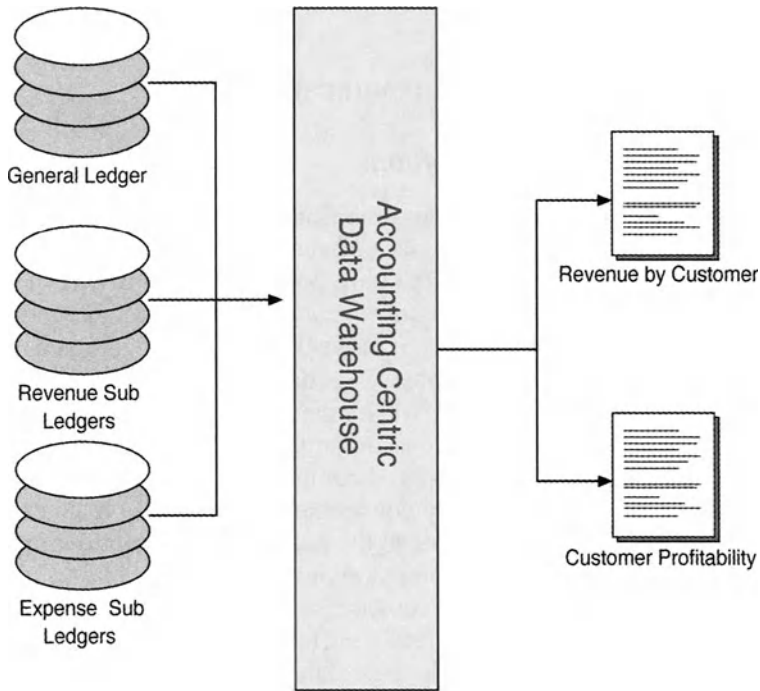 General Ledger
Revenue Sub
Ledgers
Expense Sub
Ledgers
Accounting Centric
Data Warehouse
Revenue by Customer
Customer Profitability